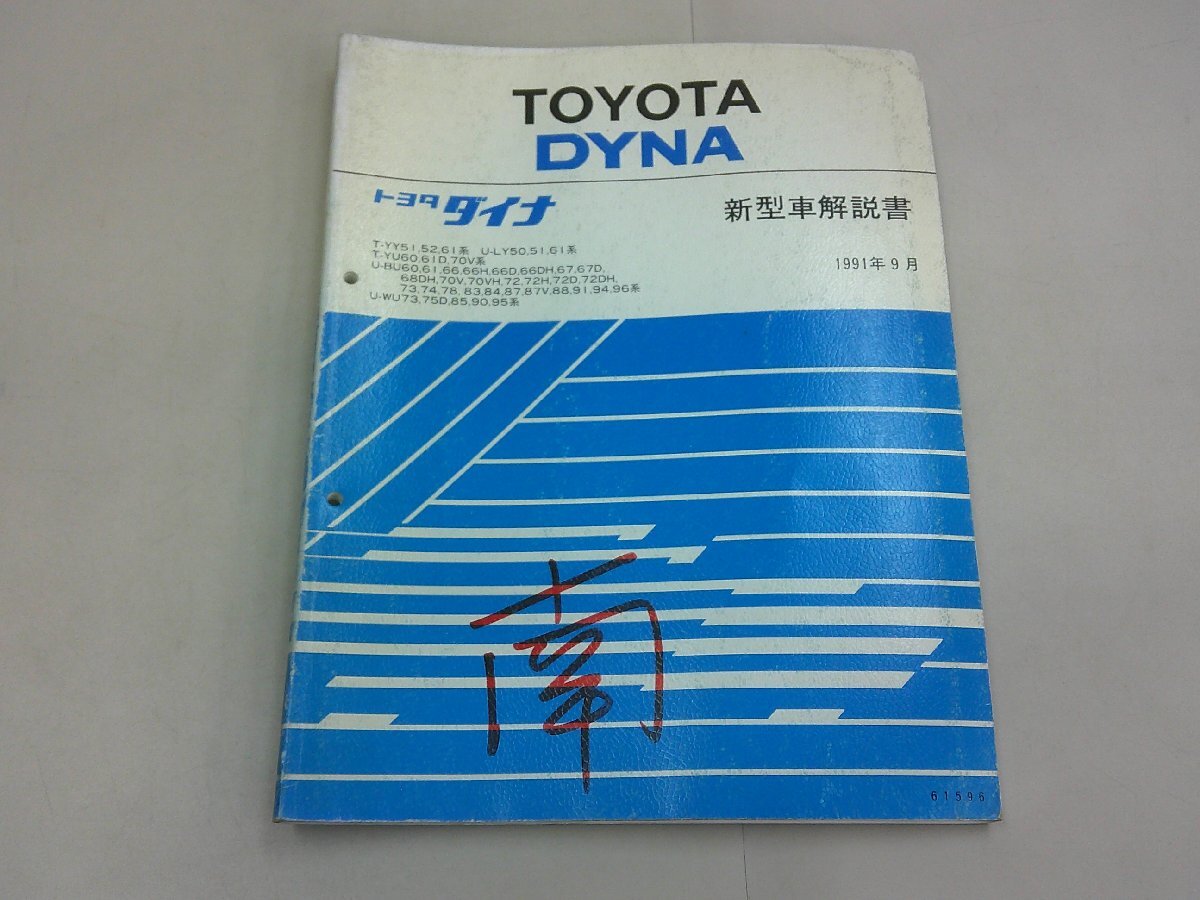 TOYOTA
DYNA
トヨタ ダイナ
新型車解説書
T-YY51,52,61系 U-LY50,51,61系
T-YU60,61D,70V系
U-BU60,61,66,66H,66D,66DH,67,67D,
68DH,70V,70VH,72,72H,72D,72DH,
73,74,78,83,84,87,87V,88,91,94,96系
U-WU73,75D,85,90,95系
1991年9月
南
61596